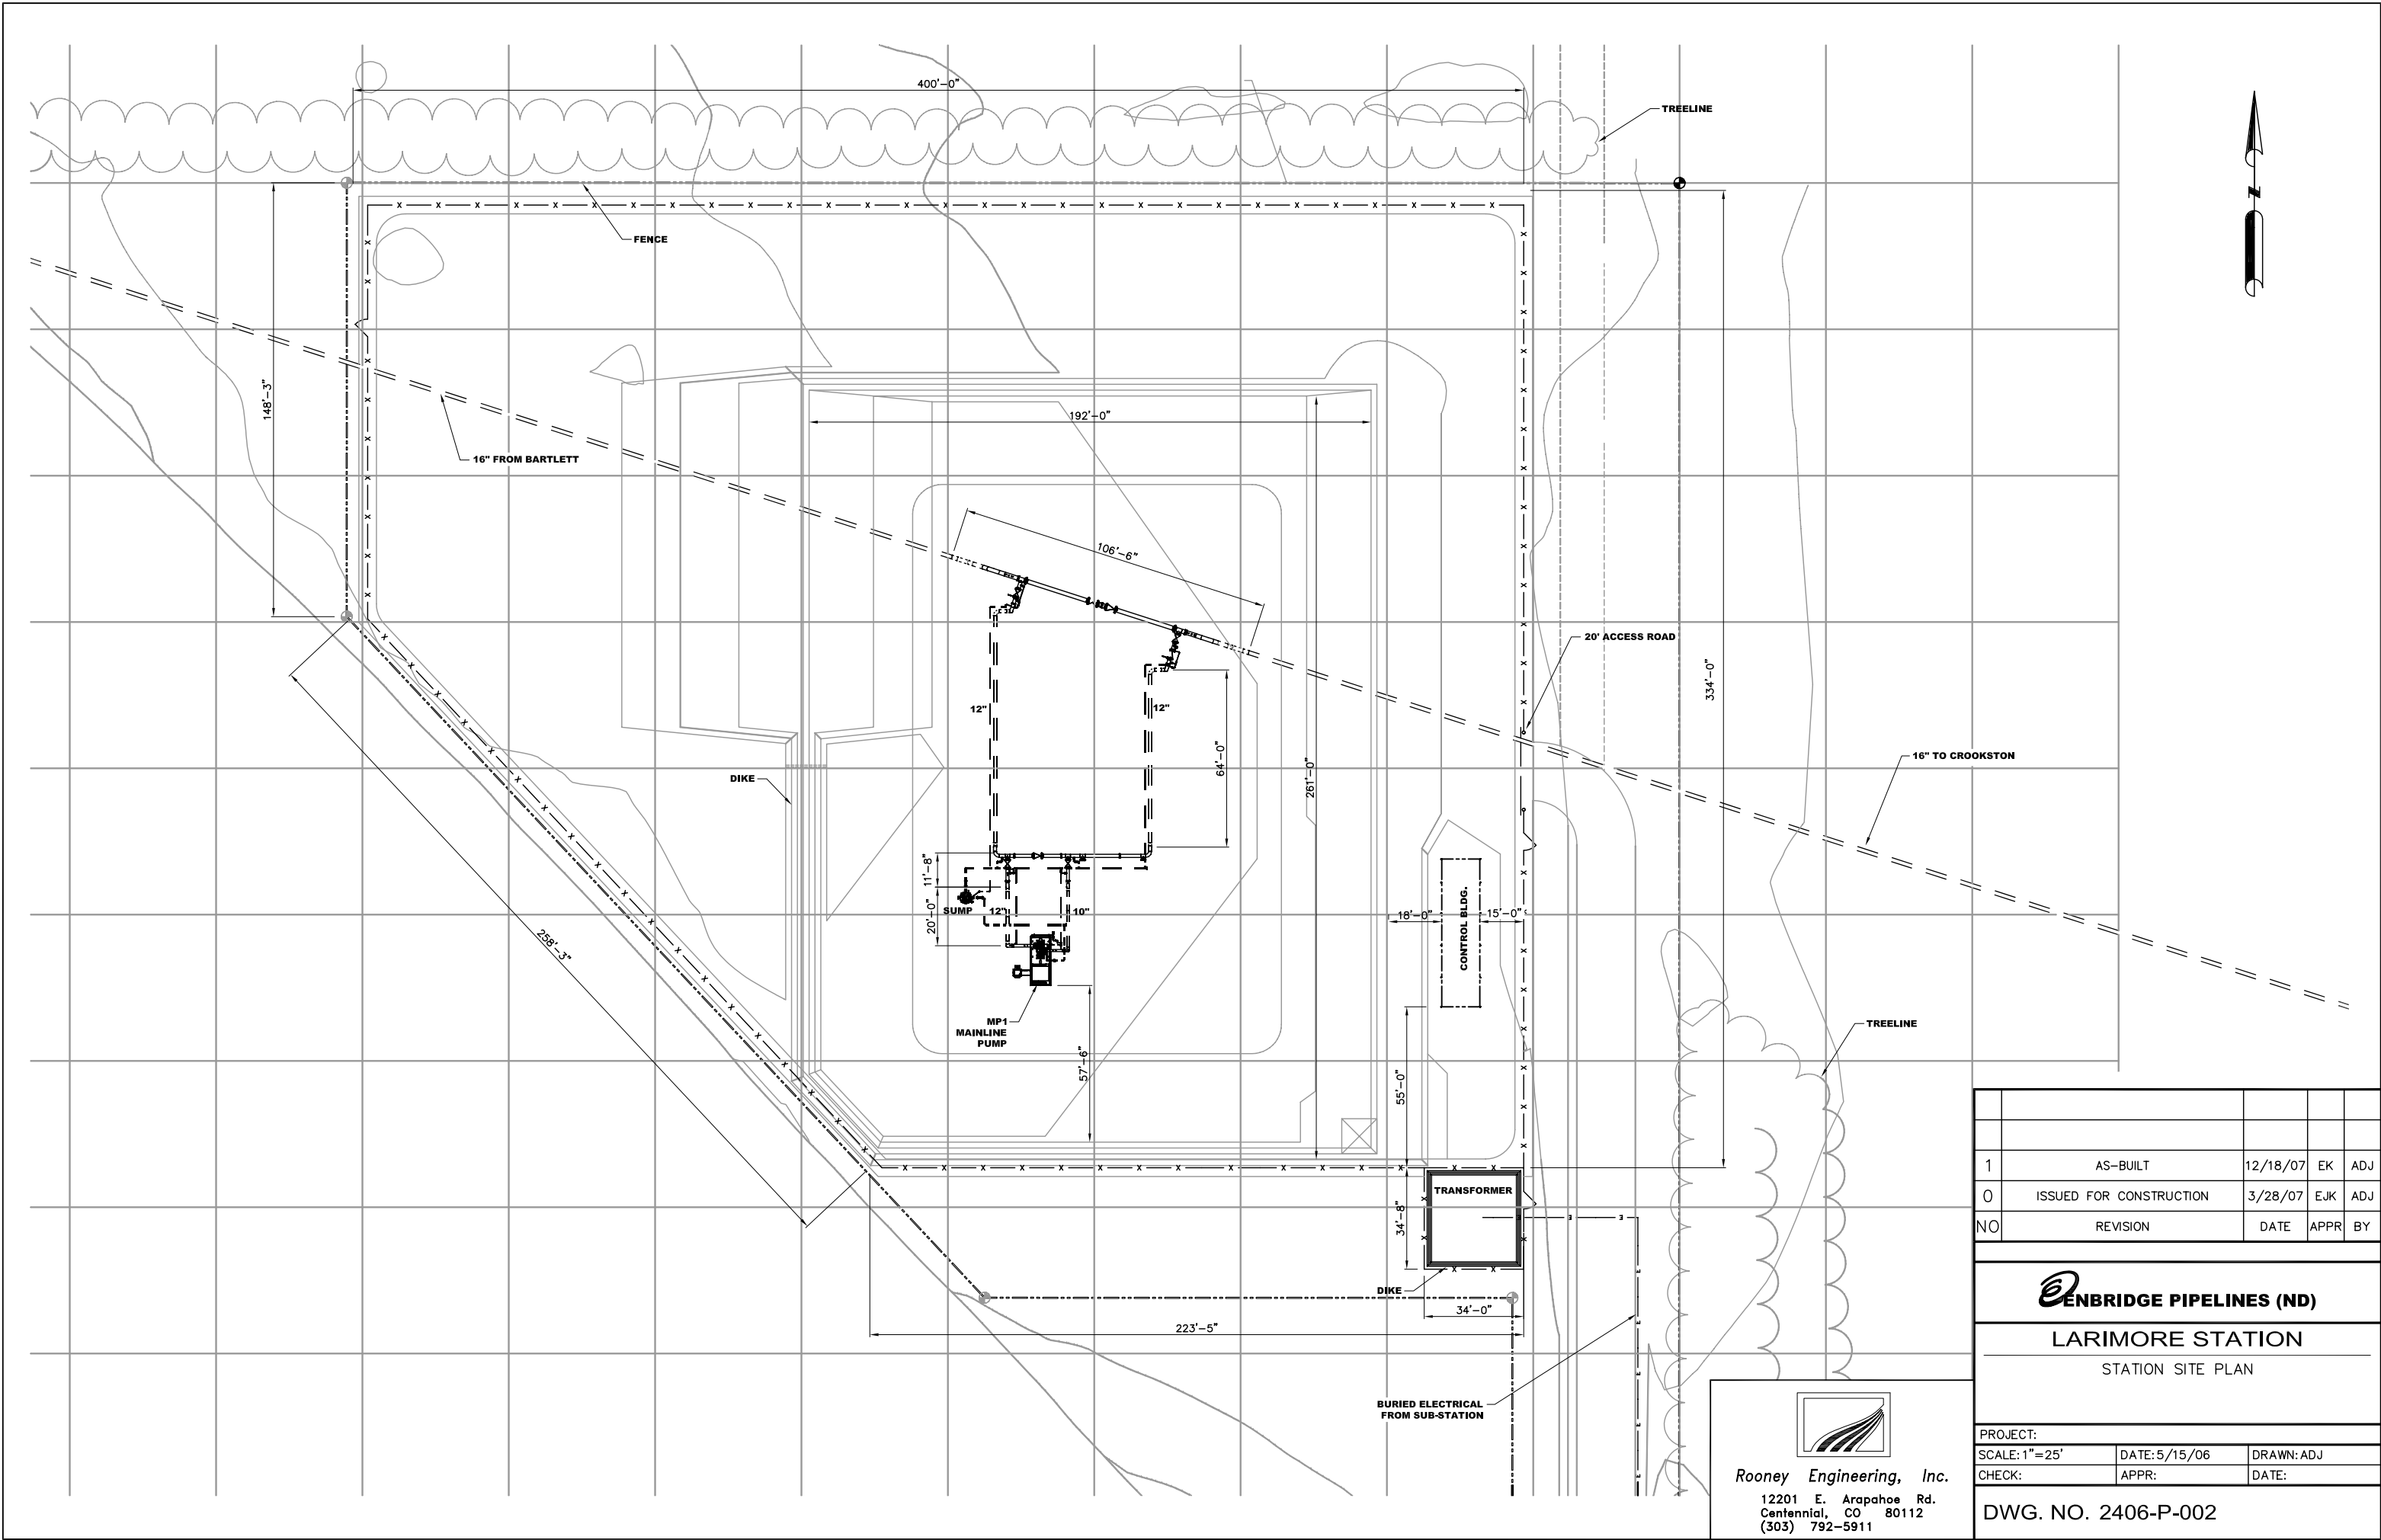 400'-0"
TREELINE
N
FENCE
148'-3"
192'-0"
16" FROM BARTLETT
106'-6"
20' ACCESS ROAD
334'-0"
12"
12"
64'-0"
261'-0"
16" TO CROOKSTON
DIKE
11'-8"
20'-0"
SUMP
12"
10"
18'-0"
CONTROL BLDG.
15'-0"
258'-3"
MP1
MAINLINE
PUMP
57'-6"
55'-0"
TREELINE
TRANSFORMER
34'-8"
DIKE
34'-0"
223'-5"
BURIED ELECTRICAL
FROM SUB-STATION
1 AS-BUILT 12/18/07 EK ADJ
0 ISSUED FOR CONSTRUCTION 3/28/07 EJK ADJ
NO REVISION DATE APPR BY
ENBRIDGE PIPELINES (ND)
LARIMORE STATION
STATION SITE PLAN
PROJECT:
SCALE: 1"=25' DATE: 5/15/06 DRAWN: ADJ
CHECK: APPR: DATE:
DWG. NO. 2406-P-002
Rooney Engineering, Inc.
12201 E. Arapahoe Rd.
Centennial, CO 80112
(303) 792-5911